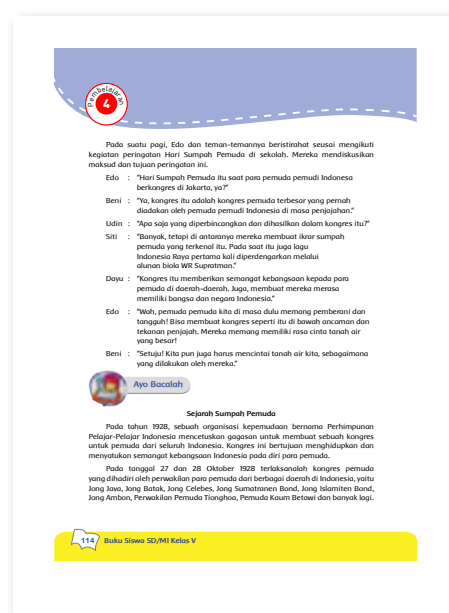 Pembelajaran
4
Pada suatu pagi, Edo dan teman-temannya beristirahat seusai mengikuti
kegiatan peringatan Hari Sumpah Pemuda di sekolah. Mereka mendiskusikan
maksud dan tujuan peringatan ini.
Edo : "Hari Sumpah Pemuda itu saat para pemuda pemudi Indonesa
berkongres di Jakarta, ya?"
Beni : "Ya, kongres itu adalah kongres pemuda terbesar yang pernah
diadakan oleh pemuda pemudi Indonesia di masa penjajahan."
Udin : "Apa saja yang diperbincangkan dan dihasilkan dalam kongres itu?"
Siti : "Banyak, tetapi di antaranya mereka membuat ikrar sumpah
pemuda yang terkenal itu. Pada saat itu juga lagu
Indonesia Raya pertama kali diperdengarkan melalui
alunan biola WR Supratman."
Dayu : "Kongres itu memberikan semangat kebangsaan kepada para
pemuda di daerah-daerah. Juga, membuat mereka merasa
memiliki bangsa dan negara Indonesia."
Edo : "Wah, pemuda pemuda kita di masa dulu memang pemberani dan
tangguh! Bisa membuat kongres seperti itu di bawah ancaman dan
tekanan penjajah. Mereka memang memiliki rasa cinta tanah air
yang besar!
Beni : "Setuju! Kita pun juga harus mencintai tanah air kita, sebagaimana
yang dilakukan oleh mereka."
Ayo Bacalah
Sejarah Sumpah Pemuda
Pada tahun 1928, sebuah organisasi kepemudaan bernama Perhimpunan
Pelajar-Pelajar Indonesia mencetuskan gagasan untuk membuat sebuah kongres
untuk pemuda dari seluruh Indonesia. Kongres ini bertujuan menghidupkan dan
menyatukan semangat kebangsaan Indonesia pada diri para pemuda.
Pada tanggal 27 dan 28 Oktober 1928 terlaksanalah kongres pemuda
yang dihadiri oleh perwakilan para pemuda dari berbagai daerah di Indonesia, yaitu
Jong Java, Jong Batak, Jong Celebes, Jong Sumatranen Bond, Jong Islamiten Bond,
Jong Ambon, Perwakilan Pemuda Tionghoa, Pemuda Kaum Betawi dan banyak lagi.
114 Buku Siswa SD/MI Kelas V